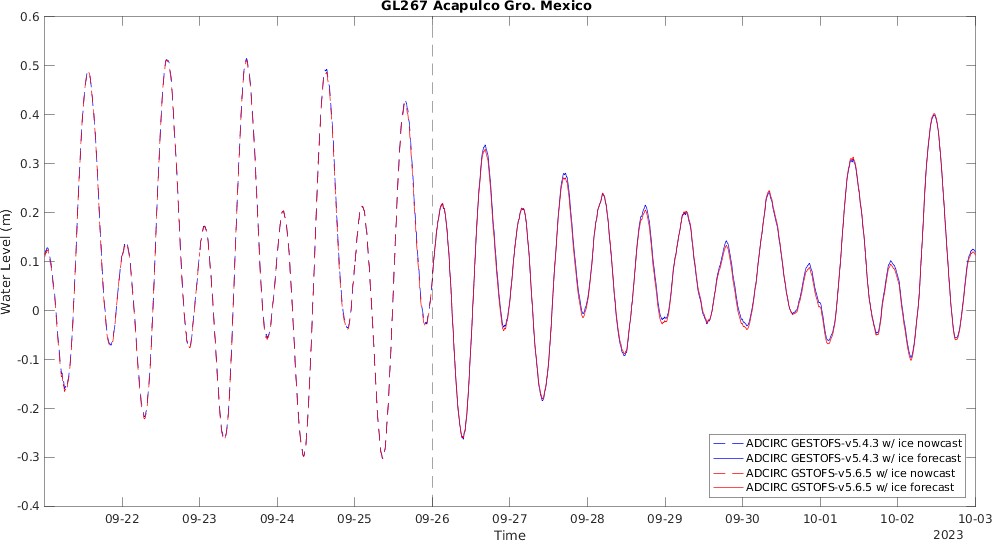 GL267 Acapulco Gro. Mexico
0.6
0.5
0.4
0.3
0.2
0.1
0
-0.1
-0.2
-0.3
-0.4
Water Level (m)
ADCIRC GESTOFS-v5.4.3 w/ ice nowcast
ADCIRC GESTOFS-v5.4.3 w/ ice forecast
ADCIRC GSTOFS-v5.6.5 w/ ice nowcast
ADCIRC GSTOFS-v5.6.5 w/ ice forecast
09-22 09-23 09-24 09-25 09-26 09-27 09-28 09-29 09-30 10-01 10-02 10-03
Time
2023